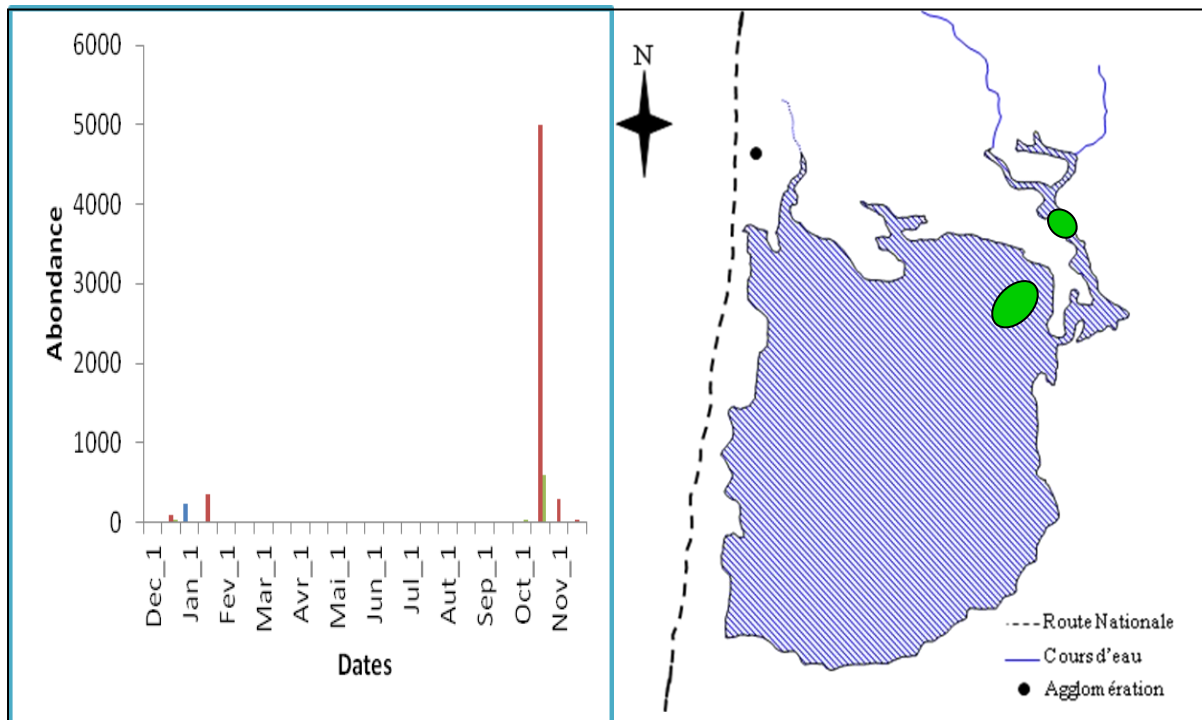 6000
5000
4000
3000
2000
1000
0
Abondance
Dec_1
Jan_1
Fev_1
Mar_1
Avr_1
Mai_1
Jun_1
Jul_1
Aut_1
Sep_1
Oct_1
Nov_1
Dates
N
Route Nationale
Cours d'eau
Agglomération